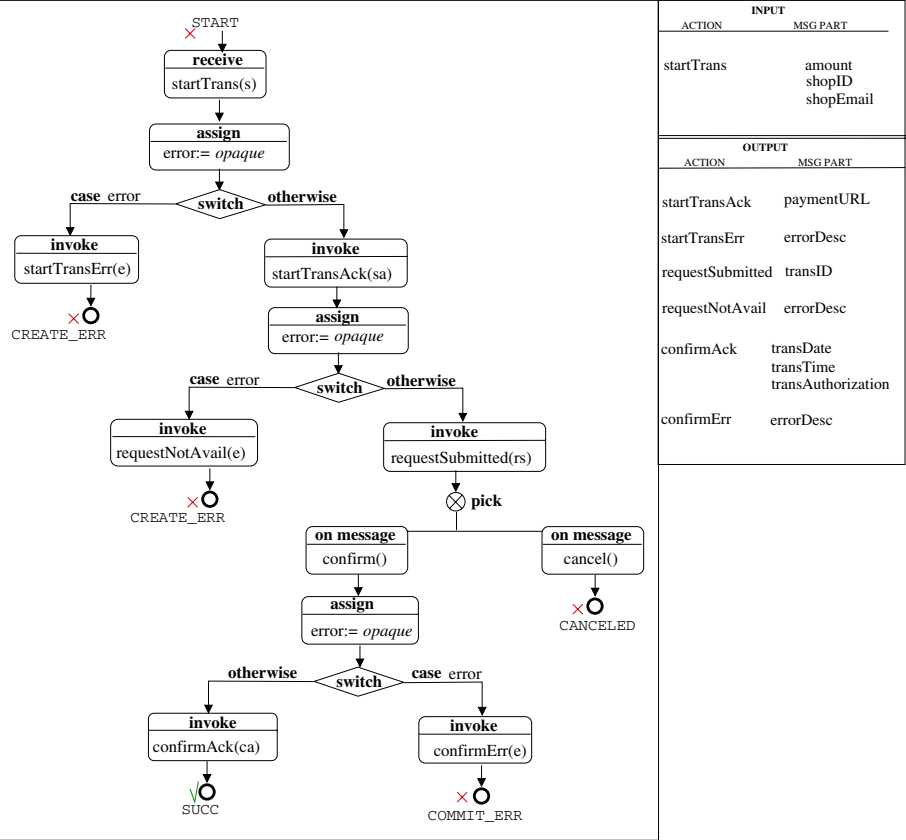 START
receive
startTrans(s)
assign
error:= opaque
case error
switch
otherwise
invoke
startTransErr(e)
CREATE_ERR
invoke
startTransAck(sa)
assign
error:= opaque
case error
switch
otherwise
invoke
requestNotAvail(e)
CREATE_ERR
invoke
requestSubmitted(rs)
pick
on message
confirm()
on message
cancel()
CANCELED
assign
error:= opaque
otherwise
switch
case error
invoke
confirmAck(ca)
SUCC
invoke
confirmErr(e)
COMMIT_ERR
INPUT
ACTION MSG PART
startTrans amount
shopID
shopEmail
OUTPUT
ACTION MSG PART
startTransAck paymentURL
startTransErr errorDesc
requestSubmitted transID
requestNotAvail errorDesc
confirmAck transDate
transTime
transAuthorization
confirmErr errorDesc